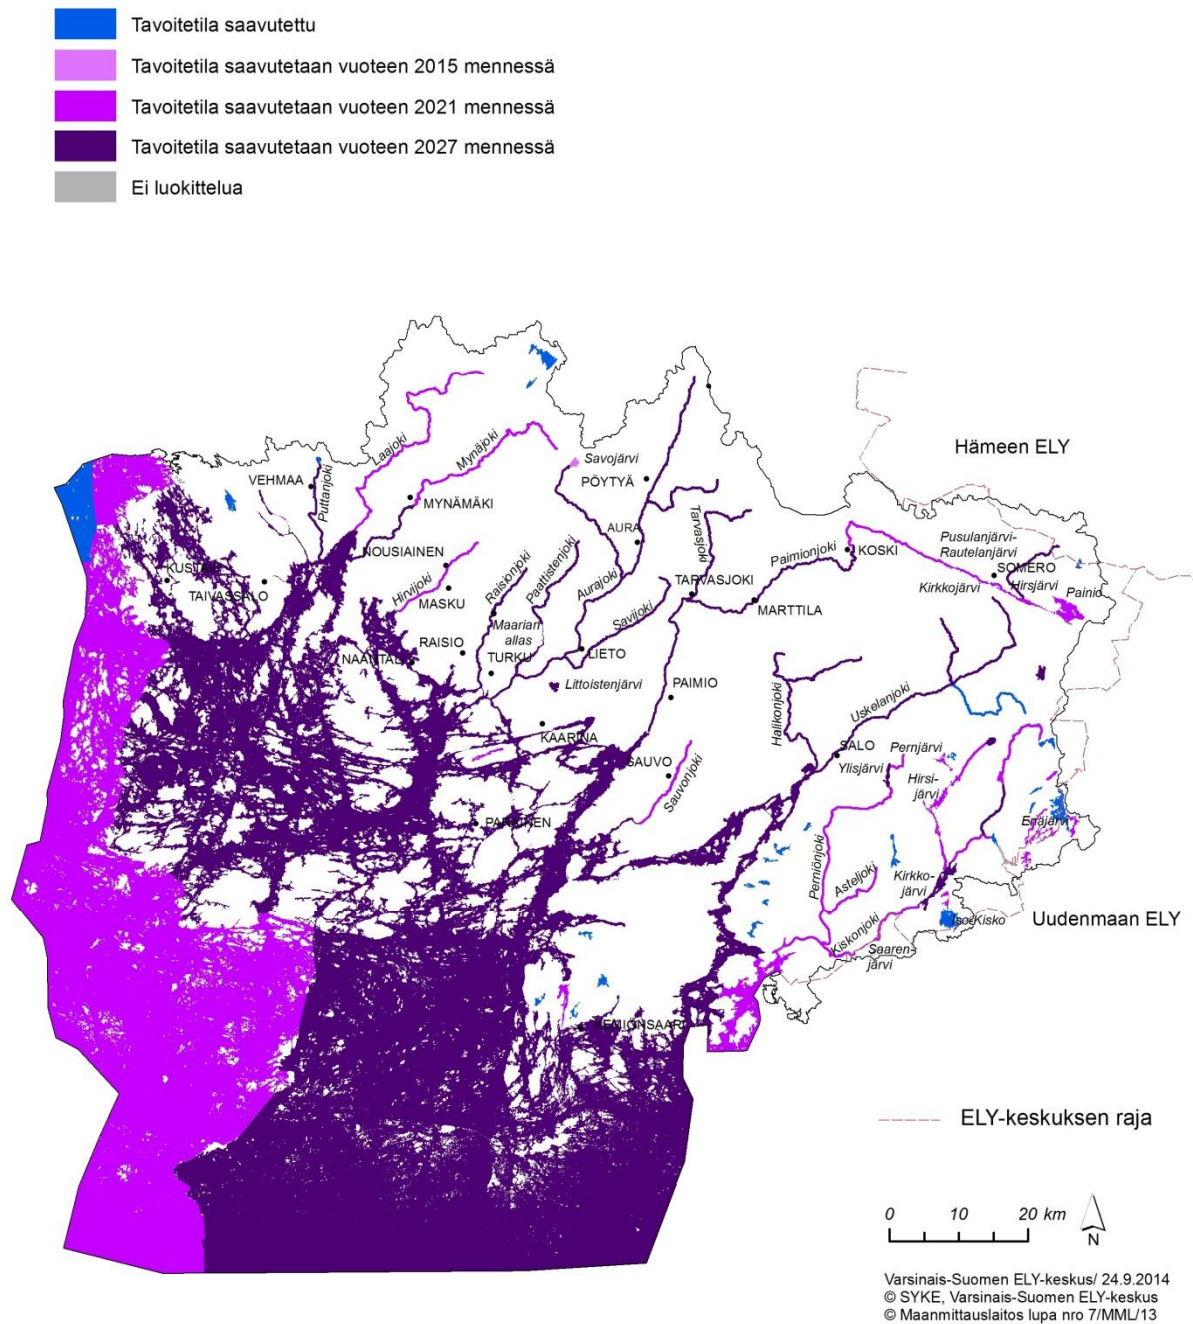 Tavoitetila saavutettu
Tavoitetila saavutetaan vuoteen 2015 mennessä
Tavoitetila saavutetaan vuoteen 2021 mennessä
Tavoitetila saavutetaan vuoteen 2027 mennessä
Ei luokittelua
Hämeen ELY
Laajoki
Mynäjoki
Savojärvi
VEHMAA
PÖYTYÄ
Puttanjoki
MYNÄMÄKI
AURA
Tarvasjoki
Pusulanjärvi-
Rautelanjärvi
NOUSIAINEN
Paimionjoki
KOSKI
SOMERO
TAIVASSALO
Hirvijoki
MASKU
Raisionjoki
Paattistenjoki
Aurajoki
TARVASJOKI
Kirkkojärvi
Hirsjärvi
Painio
MARTTILA
Savijoki
Maarian
allas
RAISIO
NAANTALI
TURKU
LIETO
Littoistenjärvi
PAIMIO
Halikonjoki
Uskelanjoki
KAARINA
SALO
Pernjärvi
SAUVO
Ylisjärvi
Hirsi-
järvi
Sauvonjoki
PARAINEN
Enäjärvi
Perniönjoki
Asteljoki
Kirkko-
järvi
Iso-Kisko
Uudenmaan ELY
Kiskonjoki
Saaren-
järvi
KEMIÖNSAARI
ELY-keskuksen raja
0 10 20 km
N
Varsinais-Suomen ELY-keskus/ 24.9.2014
© SYKE, Varsinais-Suomen ELY-keskus
© Maanmittauslaitos lupa nro 7/MML/13